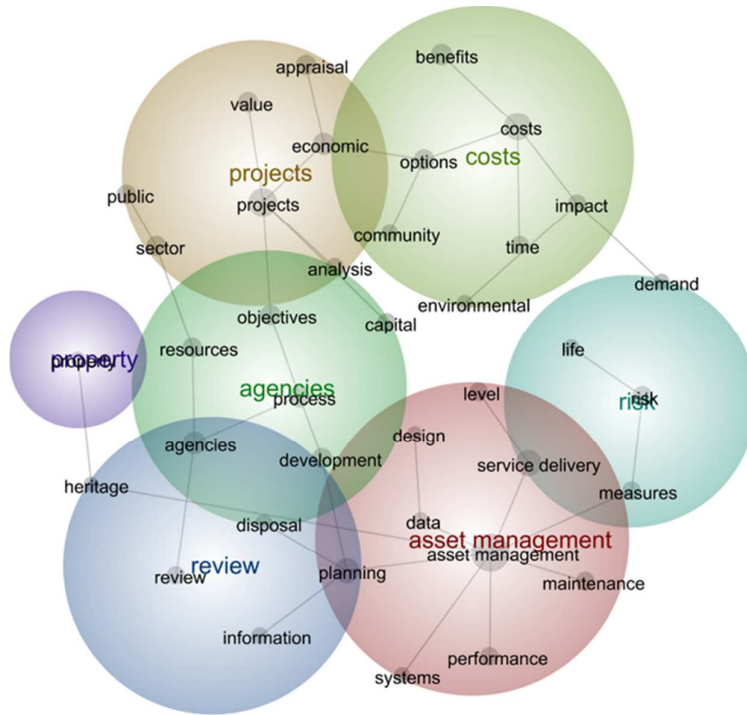 benefits
appraisal
value
costs
economic
options
costs
projects
public
projects
impact
community
sector
time
analysis
demand
environmental
objectives
capital
resources
life
property
property
agencies
level
process
risk
risk
design
agencies
development
service delivery
heritage
measures
disposal
data
asset management
asset management
review
planning
review
maintenance
information
performance
systems